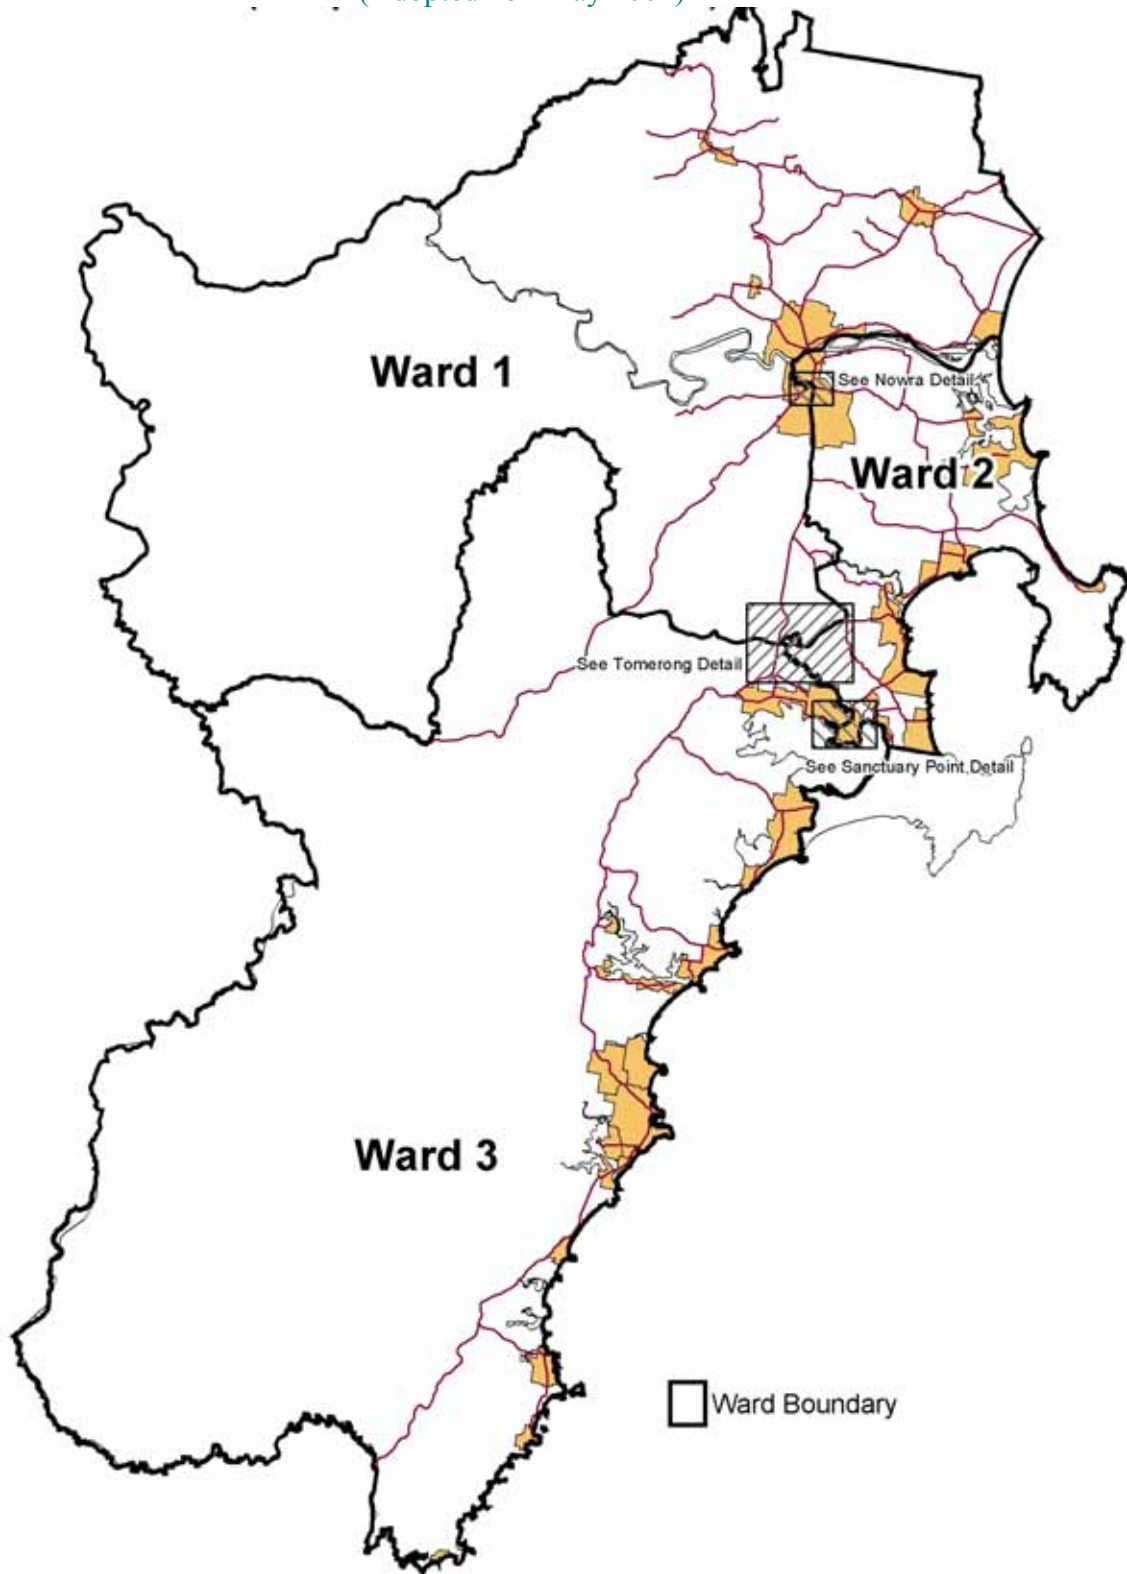 Ward 1
See Nowra Detail
Ward 2
See Tomerong Detail
See Sanctuary Point Detail
Ward 3
Ward Boundary